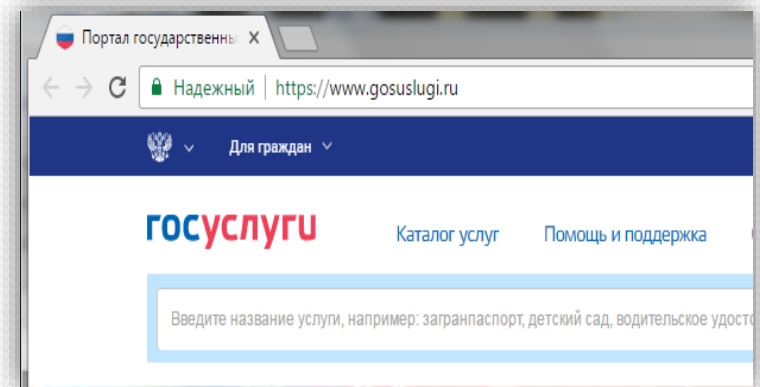 Портал государственны
Надежный | https://www.gosuslugi.ru
Для граждан
госуслуги
Каталог услуг
Помощь и поддержка
Введите название услуги, например: загранпаспорт, детский сад, водительское удосто